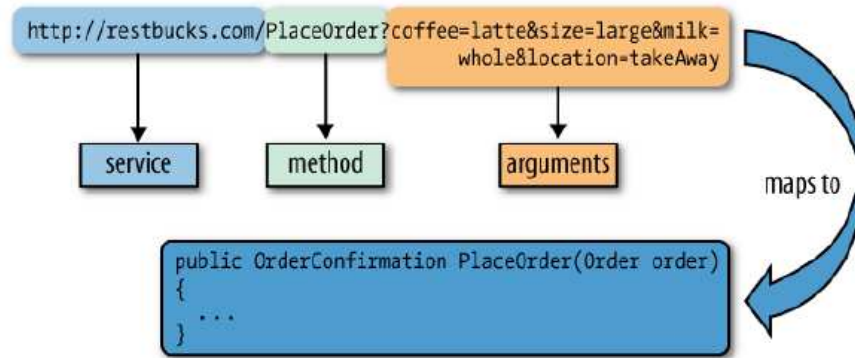 http://restbucks.com/PlaceOrder?coffee=latte&size=large&milk=
whole&location=takeAway
service
method
arguments
maps to
public OrderConfirmation PlaceOrder(Order order)
{
...
}